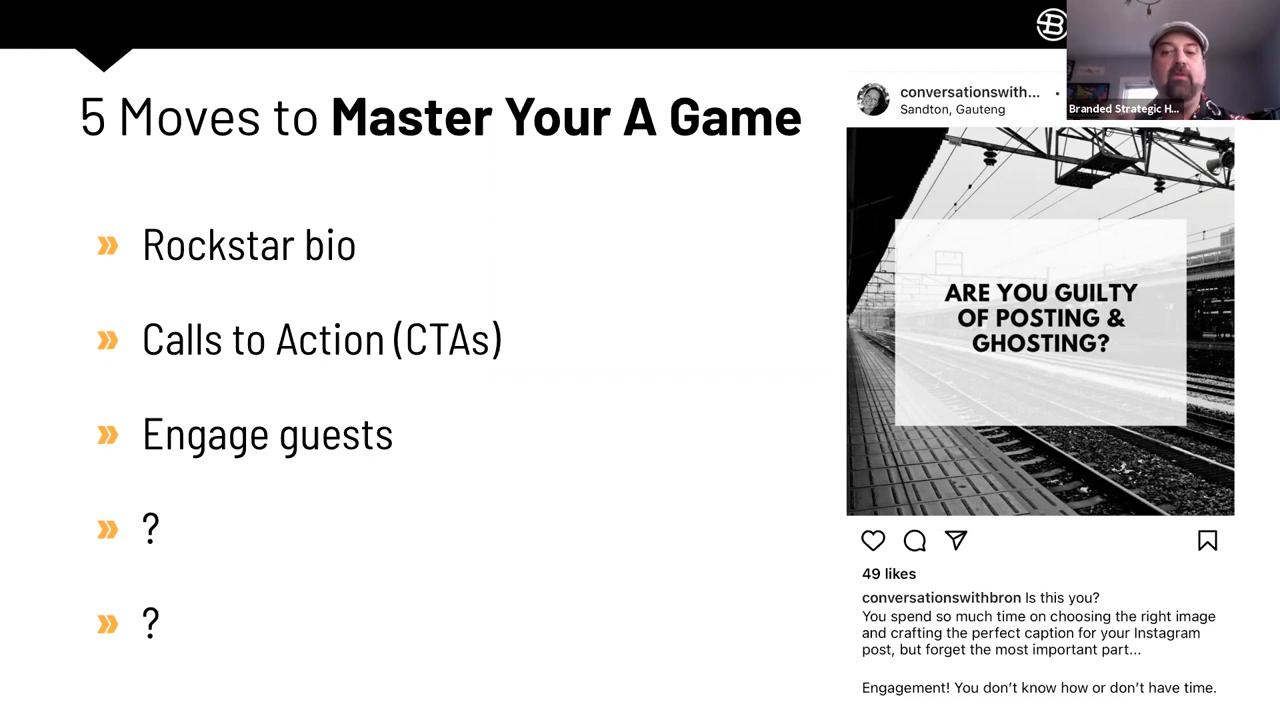 5 Moves to Master Your A Game
» Rockstar bio
» Calls to Action (CTAs)
» Engage guests
» ?
» ?
B
conversationswith... •
Sandton, Gauteng
Branded Strategic H...
ARE YOU GUILTY
OF POSTING &
GHOSTING?
49 likes
conversationswithbron Is this you?
You spend so much time on choosing the right image
and crafting the perfect caption for your Instagram
post, but forget the most important part...
Engagement! You don’t know how or don’t have time.